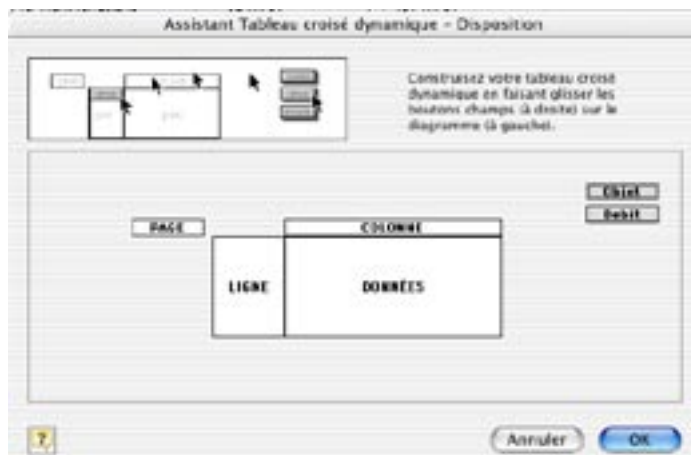 Assistant Tableau croisé dynamique – Disposition
Construisez votre tableau croisé
dynamique en faisant glisser les
boutons champs (à droite) sur le
diagramme (à gauche).
Objet
Debit
PAGE
COLONNE
LIGNE
DONNÉES
?
Annuler
OK